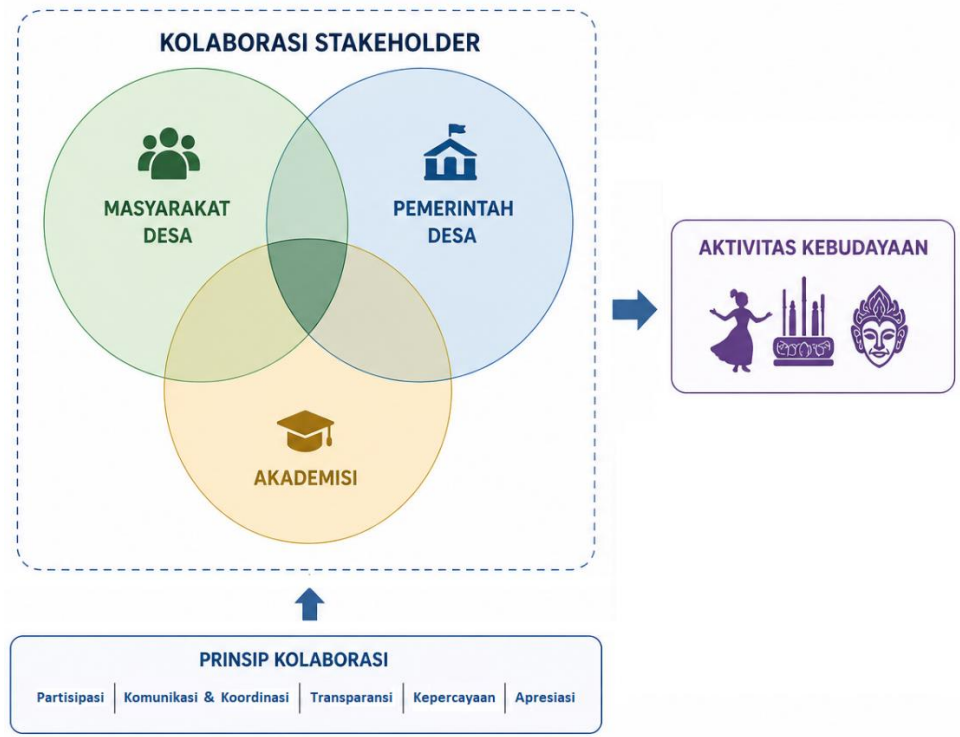 KOLABORASI STAKEHOLDER
MASYARAKAT
DESA
PEMERINTAH
DESA
AKADEMISI
AKTIVITAS KEBUDAYAAN
PRINSIP KOLABORASI
Partisipasi
Komunikasi & Koordinasi
Transparansi
Kepercayaan
Apresiasi